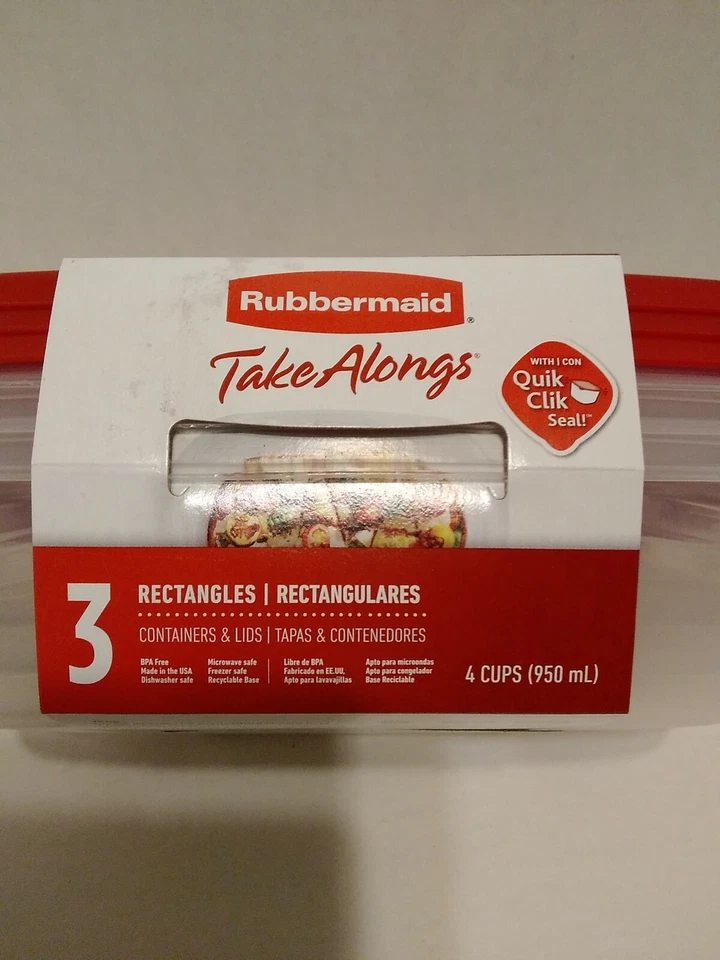 Rubbermaid®
TakeAlongs®
WITH | CON
Quik
Clik
Seal!™
3
RECTANGLES | RECTANGULARES
CONTAINERS & LIDS | TAPAS & CONTENEDORES
BPA Free
Made in the USA
Dishwasher safe
Microwave safe
Freezer safe
Recyclable Base
Libre de BPA
Fabricado en EE.UU,
Apto para lavavajillas
Apto para microondas
Apto para congelador
Base Reciclable
4 CUPS (950 mL)